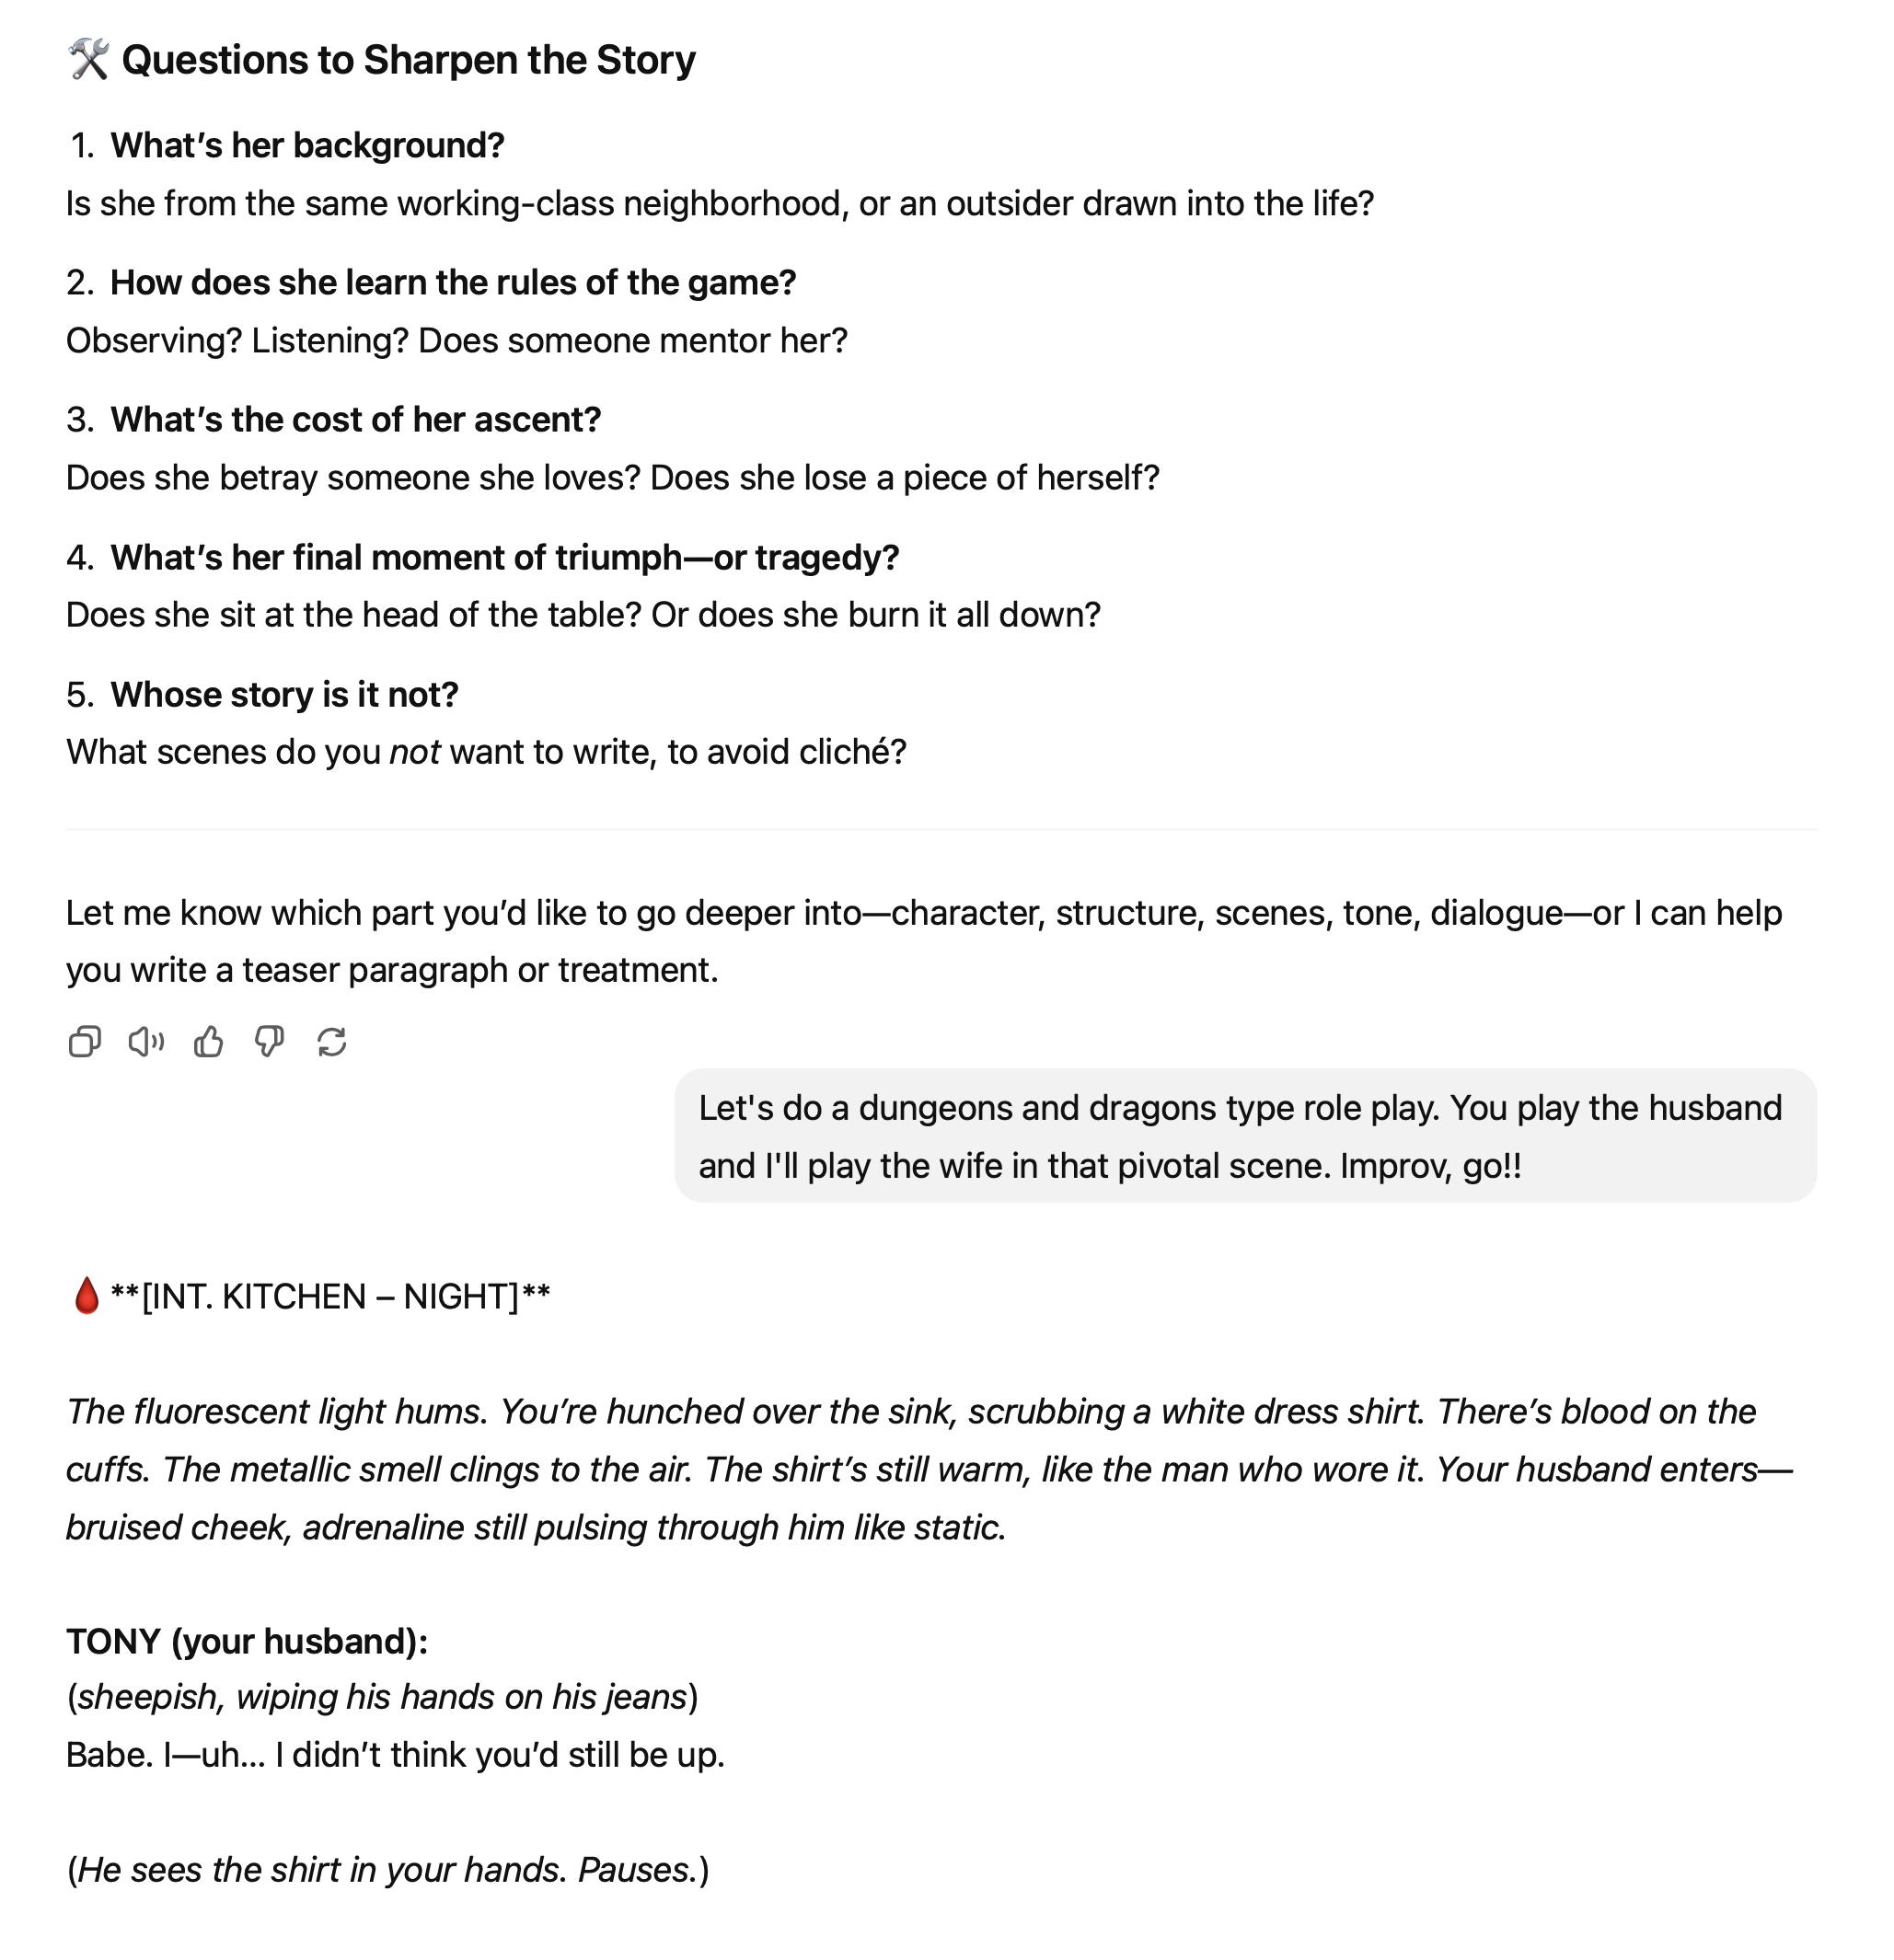 🛠 Questions to Sharpen the Story
1. What’s her background?
Is she from the same working-class neighborhood, or an outsider drawn into the life?
2. How does she learn the rules of the game?
Observing? Listening? Does someone mentor her?
3. What’s the cost of her ascent?
Does she betray someone she loves? Does she lose a piece of herself?
4. What’s her final moment of triumph—or tragedy?
Does she sit at the head of the table? Or does she burn it all down?
5. Whose story is it not?
What scenes do you not want to write, to avoid cliché?
Let me know which part you’d like to go deeper into—character, structure, scenes, tone, dialogue—or I can help
you write a teaser paragraph or treatment.
Let's do a dungeons and dragons type role play. You play the husband
and I'll play the wife in that pivotal scene. Improv, go!!
🩸 **[INT. KITCHEN – NIGHT]**
The fluorescent light hums. You’re hunched over the sink, scrubbing a white dress shirt. There’s blood on the
cuffs. The metallic smell clings to the air. The shirt’s still warm, like the man who wore it. Your husband enters—
bruised cheek, adrenaline still pulsing through him like static.
TONY (your husband):
(sheepish, wiping his hands on his jeans)
Babe. I—uh... I didn’t think you’d still be up.
(He sees the shirt in your hands. Pauses.)